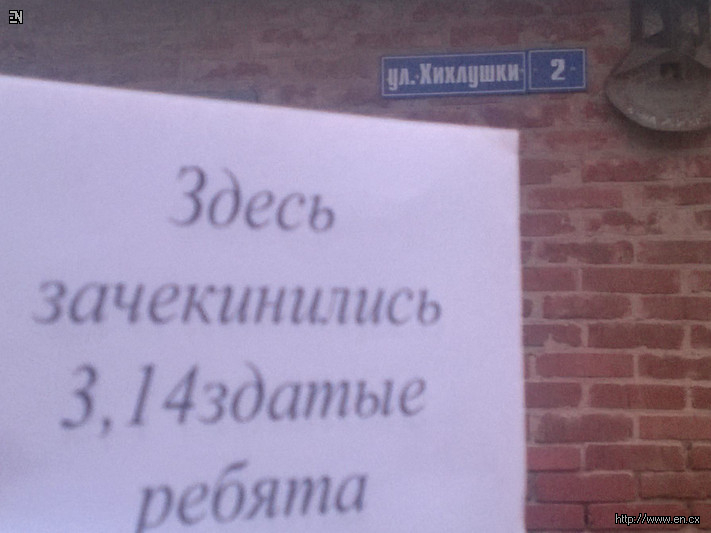 EN
ул. Хихлушки 2
Здесь
зачекинились
3,14здатые
ребята
http://www.en.cx